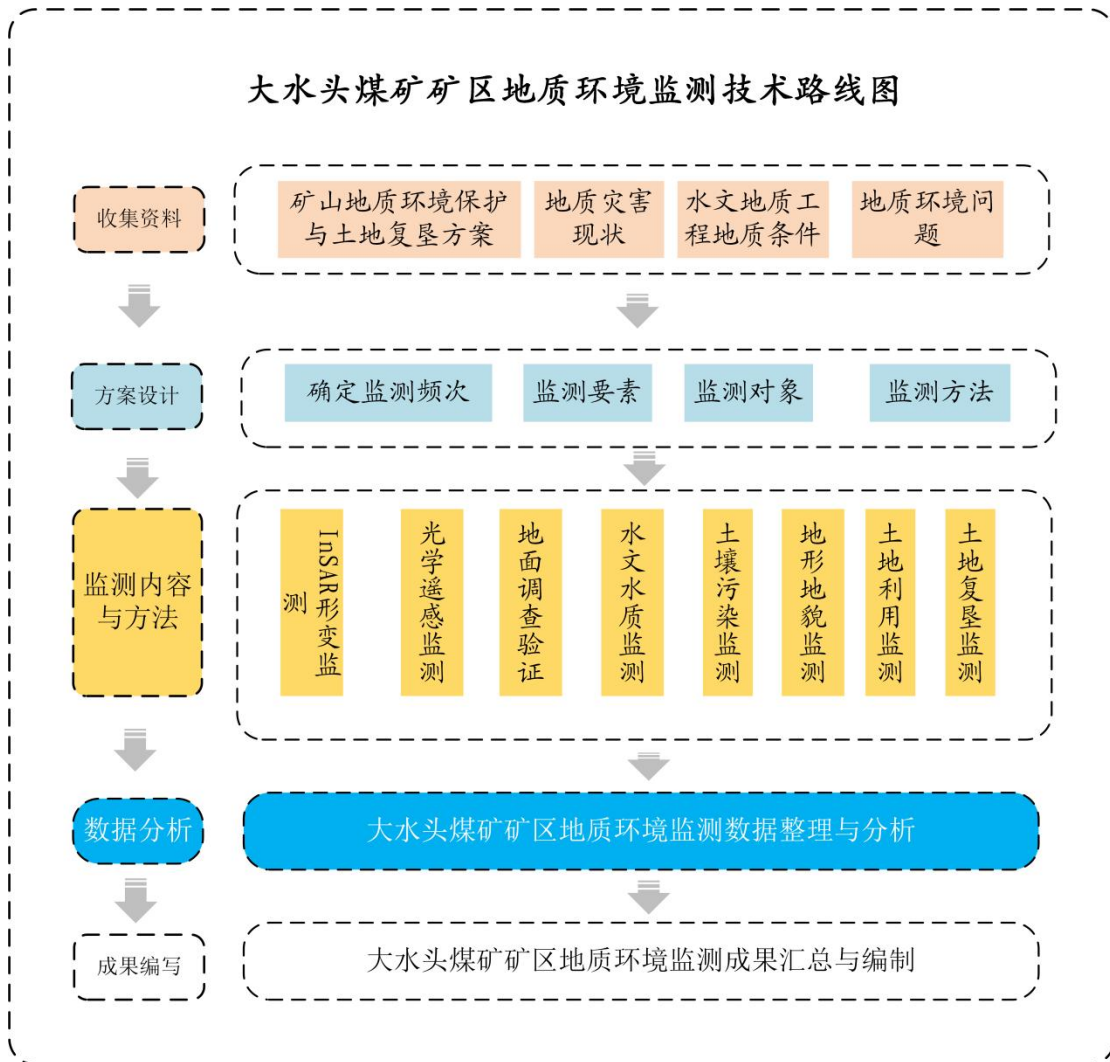 大水头煤矿矿区地质环境监测技术路线图
收集资料
矿山地质环境保护
与土地复垦方案
地质灾害
现状
水文地质工
程地质条件
地质环境问
题
方案设计
确定监测频次
监测要素
监测对象
监测方法
监测内容
与方法
InSAR形变监
测
光学遥感监测
地面调查验证
水文水质监测
土壤污染监测
地形地貌监测
土地利用监测
土地复垦监测
数据分析
大水头煤矿矿区地质环境监测数据整理与分析
成果编写
大水头煤矿矿区地质环境监测成果汇总与编制